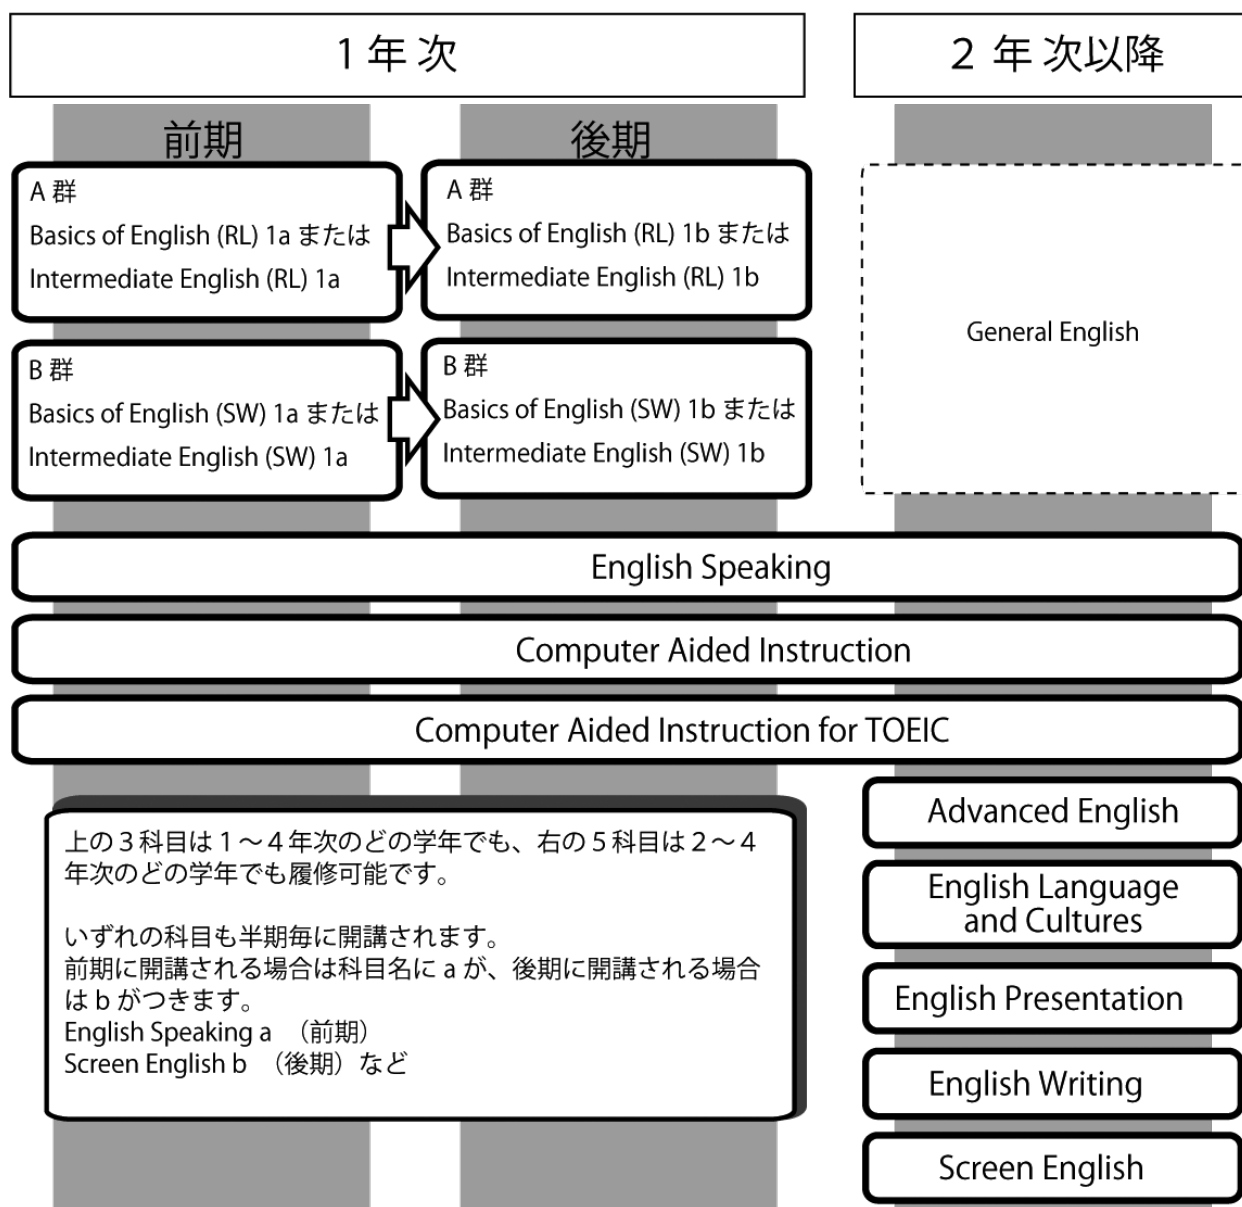 1年次
2年次以降
前期
後期
A 群
Basics of English (RL) 1a または
Intermediate English (RL) 1a
A 群
Basics of English (RL) 1b または
Intermediate English (RL) 1b
General English
B 群
Basics of English (SW) 1a または
Intermediate English (SW) 1a
B 群
Basics of English (SW) 1b または
Intermediate English (SW) 1b
English Speaking
Computer Aided Instruction
Computer Aided Instruction for TOEIC
上の3科目は1～4年次のどの学年でも、右の5科目は2～4
年次のどの学年でも履修可能です。
いずれの科目も半期毎に開講されます。
前期に開講される場合は科目名に a が、後期に開講される場合
は b がつきます。
English Speaking a （前期）
Screen English b （後期）など
Advanced English
English Language
and Cultures
English Presentation
English Writing
Screen English